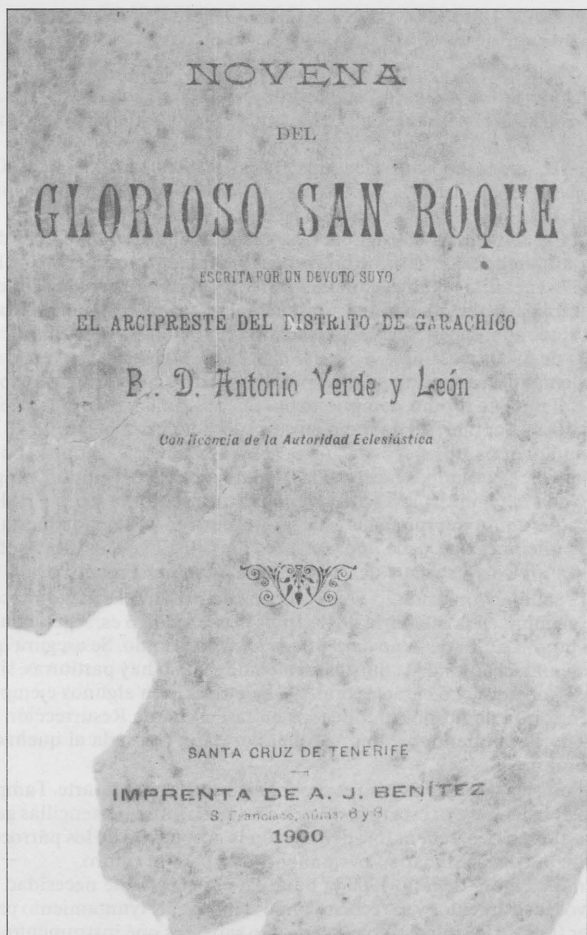 NOVENA
DEL
GLORIOSO SAN ROQUE
ESCRITA POR UN DEVOTO SUYO
EL ARCIPRESTE DEL DISTRITO DE GARACHICO
R. D. Antonio Verde y León
Con licencia de la Autoridad Eclesiástica
SANTA CRUZ DE TENERIFE
IMPRENTA DE A. J. BENÍTEZ
S. Francisco, núms. 6 y 8
1900